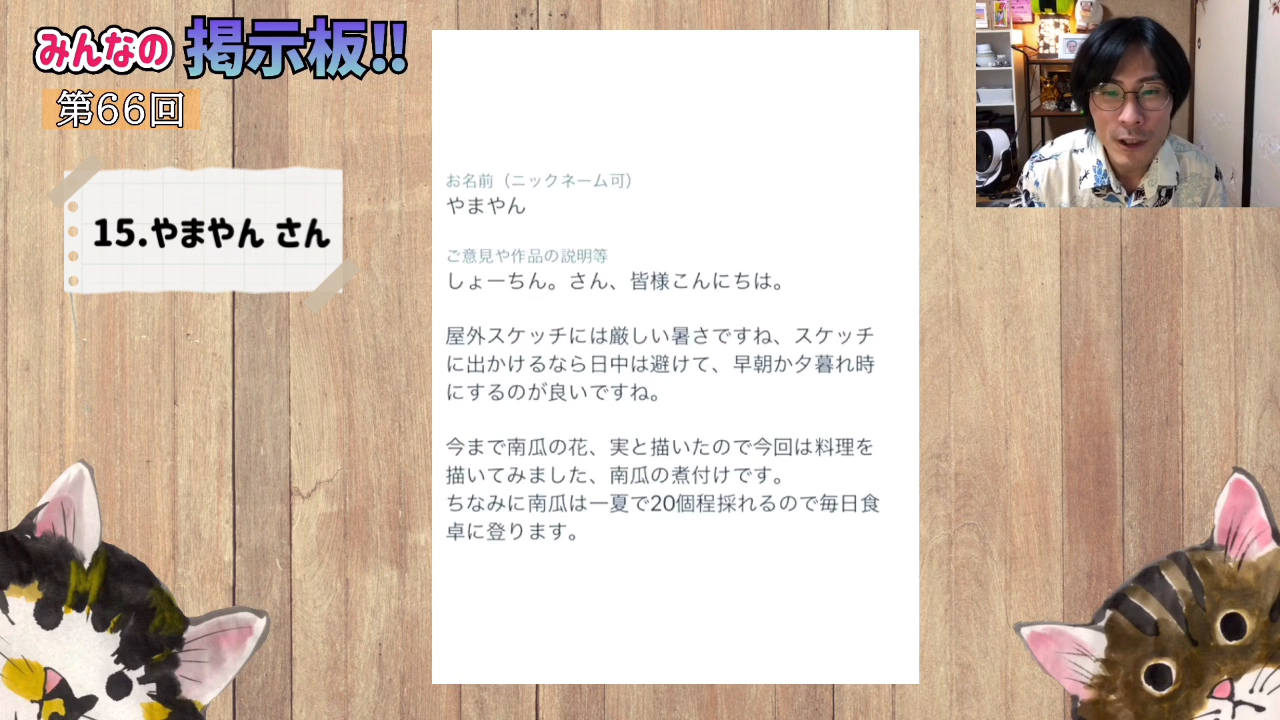 みんなの 掲示板!!
第66回
15.やまやん さん
お名前（ニックネーム可）
やまやん
ご意見や作品の説明等
しょーちん。さん、皆様こんにちは。
屋外スケッチには厳しい暑さですね、スケッチ
に出かけるなら日中は避けて、早朝か夕暮れ時
にするのが良いですね。
今まで南瓜の花、実と描いたので今回は料理を
描いてみました、南瓜の煮付けです。
ちなみに南瓜は一夏で20個程採れるので毎日食
卓に登ります。